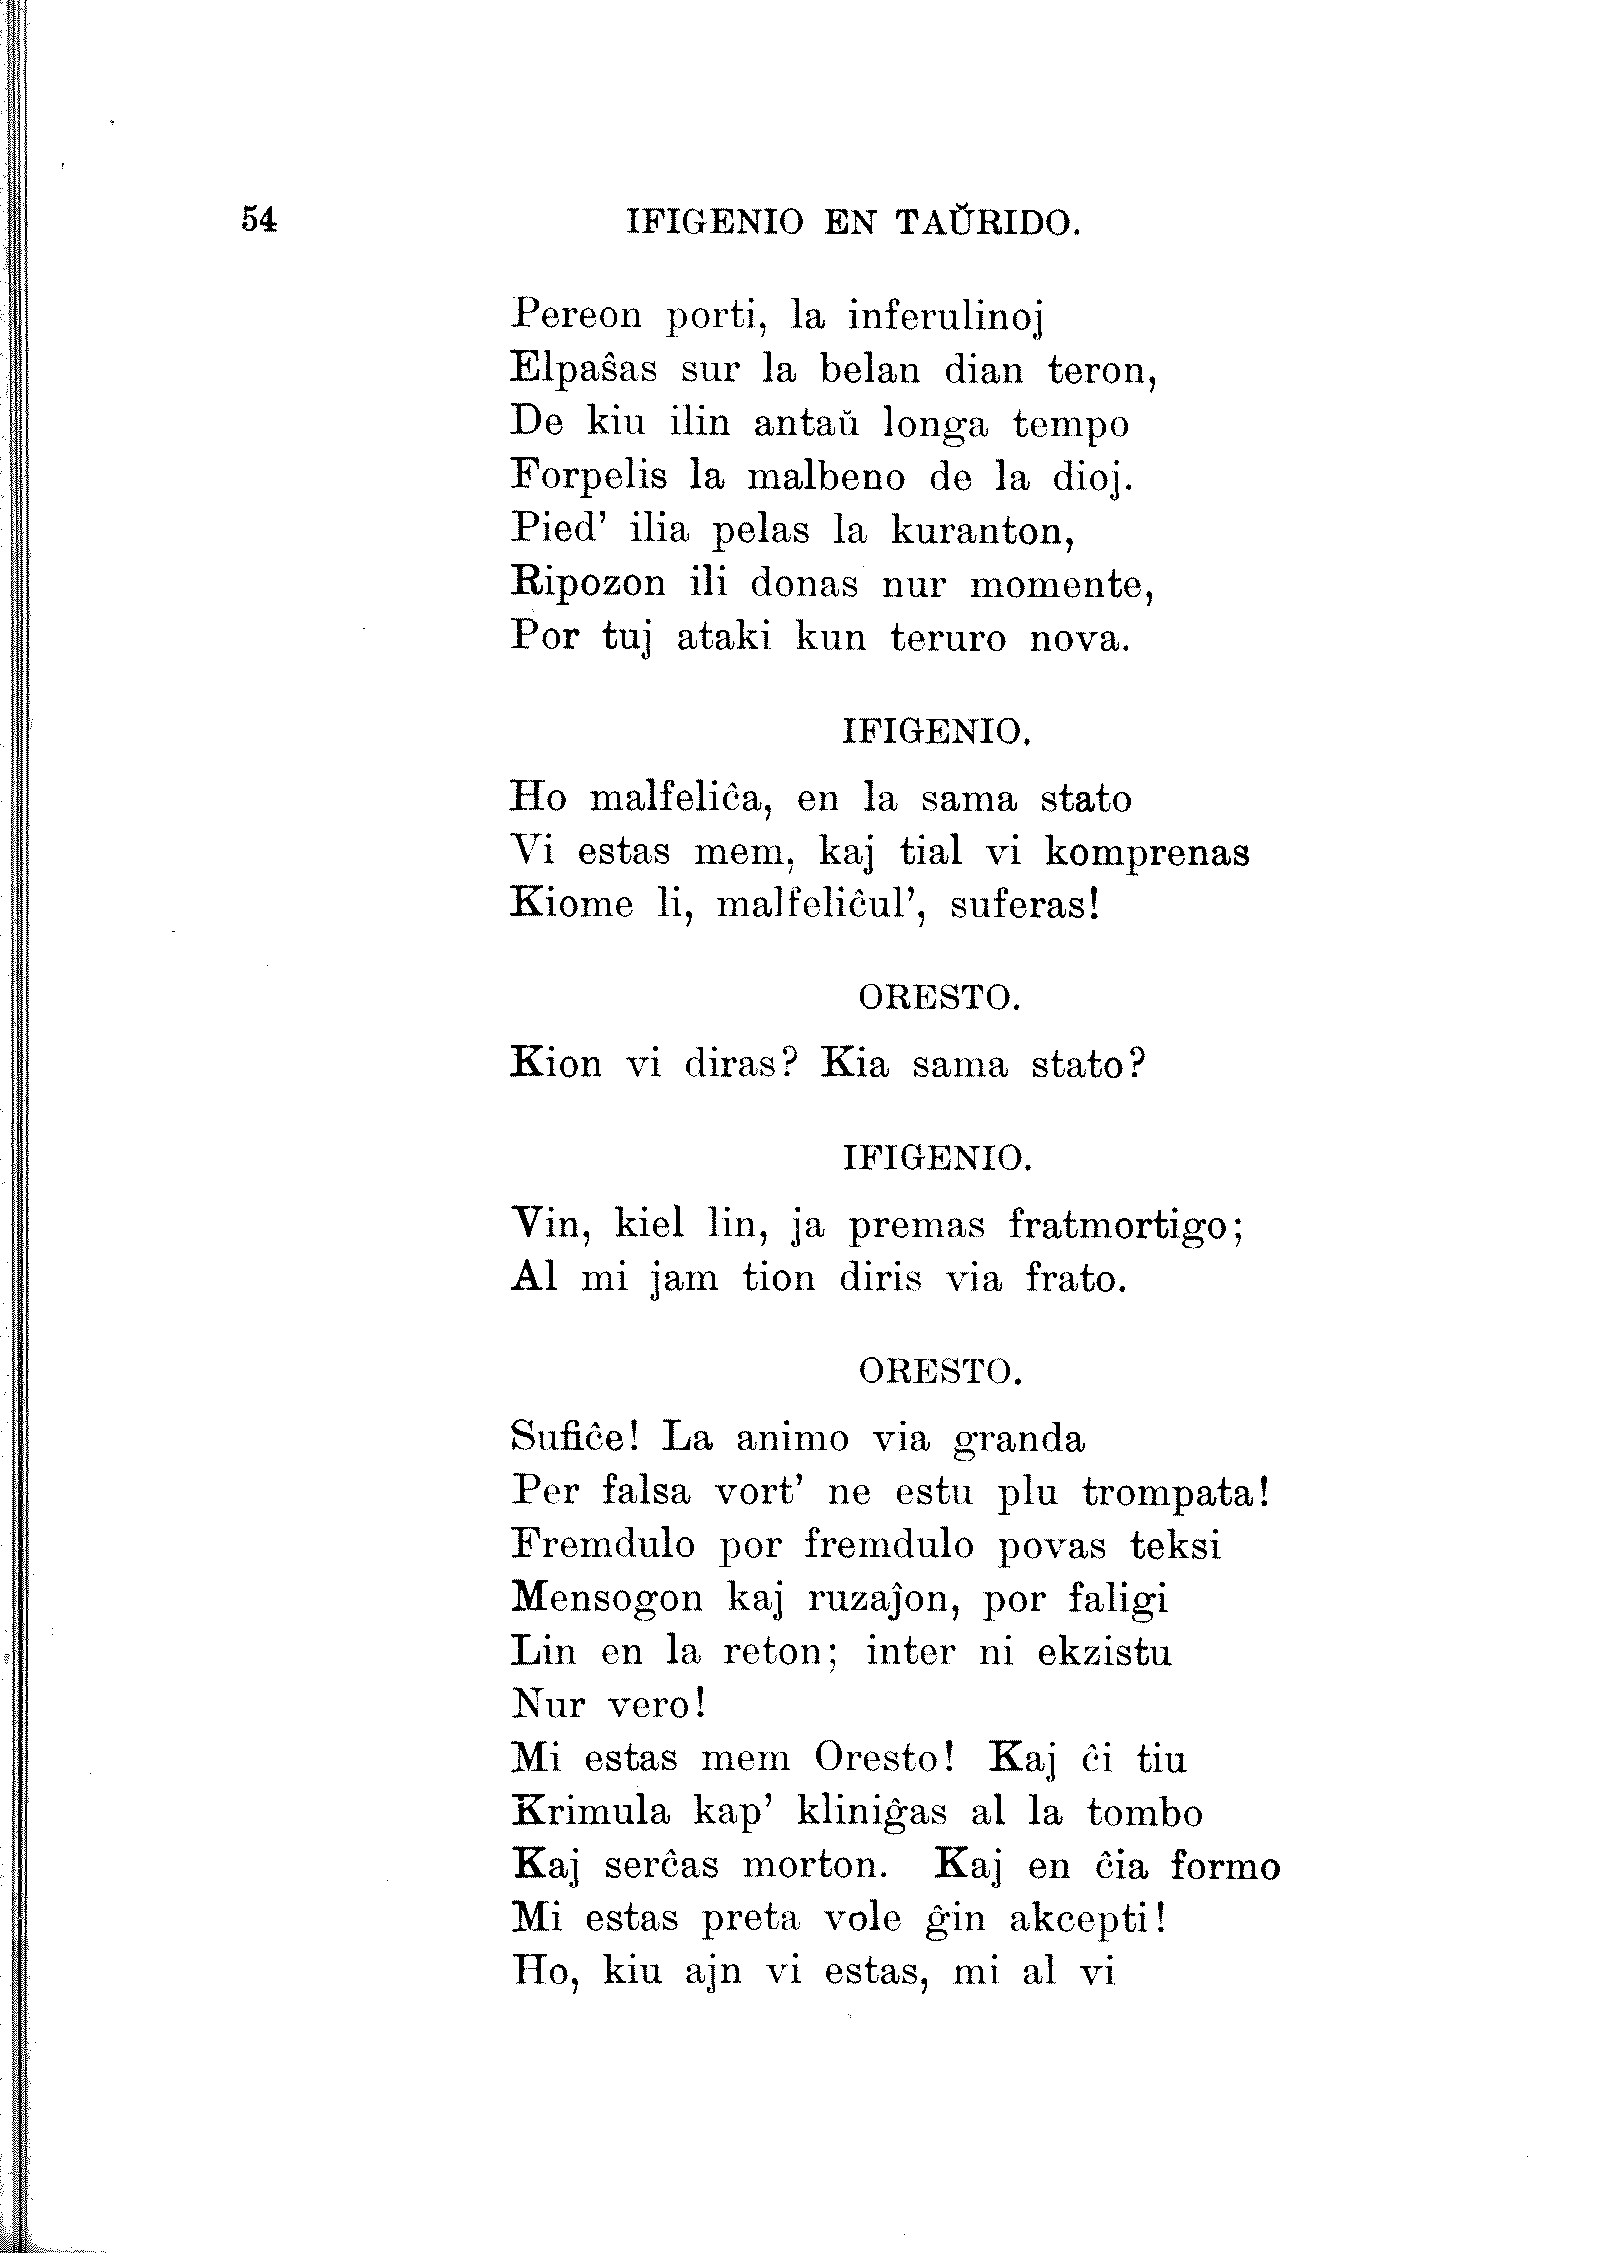 54 IFIGENIO EN TAŬRIDO.
Pereon porti, la inferulinoj
Elpaŝas sur la belan dian teron,
De kiu ilin antaŭ longa tempo
Forpelis la malbeno de la dioj.
Pied’ ilia pelas la kuranton,
Ripozon ili donas nur momente,
Por tuj ataki kun teruro nova.
IFIGENIO.
Ho malfeliĉa, en la sama stato
Vi estas mem, kaj tial vi komprenas
Kiome li, malfeliĉul’, suferas!
ORESTO.
Kion vi diras? Kia sama stato?
IFIGENIO.
Vin, kiel lin, ja premas fratmortigo;
Al mi jam tion diris via frato.
ORESTO.
Sufiĉe! La animo via granda
Per falsa vort’ ne estu plu trompata!
Fremdulo por fremdulo povas teksi
Mensogon kaj ruzaĵon, por faligi
Lin en la reton; inter ni ekzistu
Nur vero!
Mi estas mem Oresto! Kaj ĉi tiu
Krimula kap’ kliniĝas al la tombo
Kaj serĉas morton. Kaj en ĉia formo
Mi estas preta vole ĝin akcepti!
Ho, kiu ajn vi estas, mi al vi